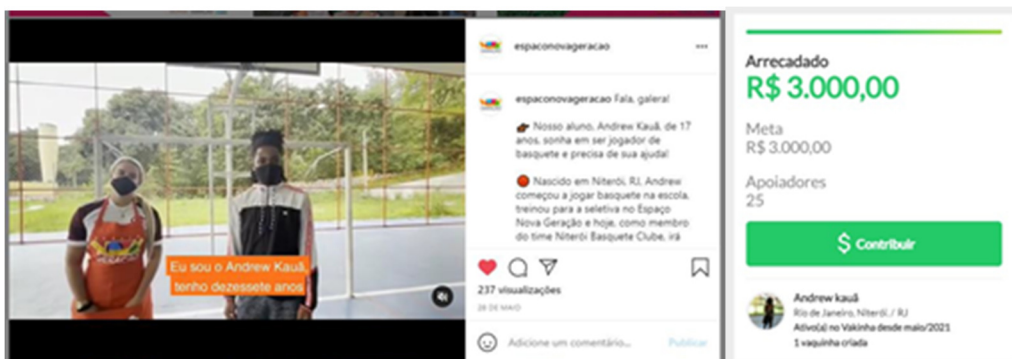 espaconovageracao
espaconovageracao Fala, galera!
Nosso aluno, Andrew Kauã, de 17
anos, sonha em ser jogador de
basquete e precisa de sua ajuda!
Nascido em Niterói, RJ, Andrew
começou a jogar basquete na escola,
treinou para a seletiva no Espaço
Nova Geração e hoje, como membro
do time Niterói Basquete Clube, irá
Eu sou o Andrew Kauã,
tenho dezessete anos
237 visualizações
28 DE MAIO
Adicione um comentário... Publicar
Arrecadado
R$ 3.000,00
Meta
R$ 3.000,00
Apoiadores
25
$ Contribuir
Andrew kauã
Rio de Janeiro, Niterói / RJ
Ativo(a) no Vakinha desde maio/2021
1 vaquinha criada